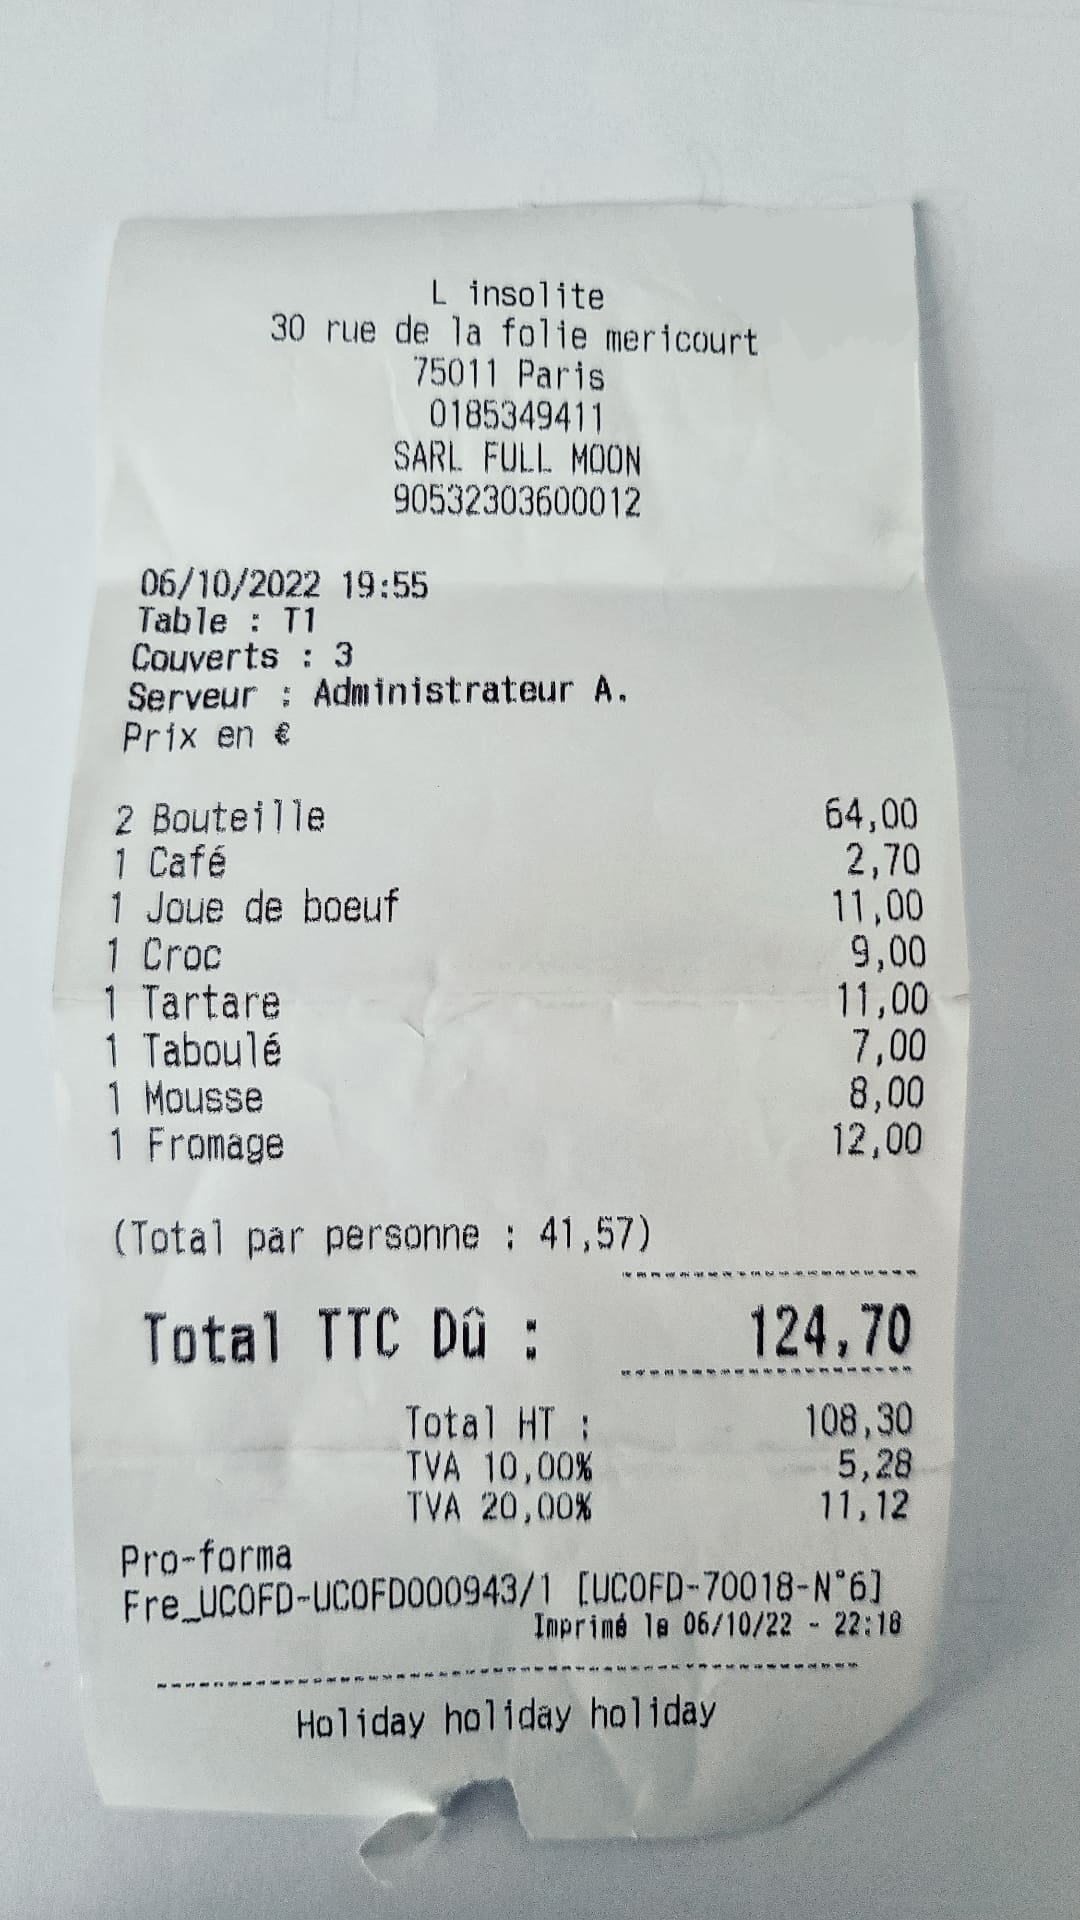 L insolite
30 rue de la folie mericourt
75011 Paris
0185349411
SARL FULL MOON
90532303600012
06/10/2022 19:55
Table : T1
Couverts : 3
Serveur : Administrateur A.
Prix en €
2 Bouteille 64,00
1 Café 2,70
1 Joue de boeuf 11,00
1 Croc 9,00
1 Tartare 11,00
1 Taboulé 7,00
1 Mousse 8,00
1 Fromage 12,00
(Total par personne : 41,57)
Total TTC Dû : 124,70
Total HT : 108,30
TVA 10,00% 5,28
TVA 20,00% 11,12
Pro-forma
Fre_UCOFD-UCOFD000943/1 [UCOFD-70018-N°6]
Imprimé le 06/10/22 - 22:18
Holiday holiday holiday